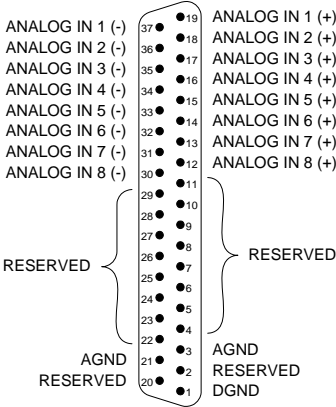 ANALOG IN 1 (-) 37 19 ANALOG IN 1 (+)
ANALOG IN 2 (-) 36 18 ANALOG IN 2 (+)
ANALOG IN 3 (-) 35 17 ANALOG IN 3 (+)
ANALOG IN 4 (-) 34 16 ANALOG IN 4 (+)
ANALOG IN 5 (-) 33 15 ANALOG IN 5 (+)
ANALOG IN 6 (-) 32 14 ANALOG IN 6 (+)
ANALOG IN 7 (-) 31 13 ANALOG IN 7 (+)
ANALOG IN 8 (-) 30 12 ANALOG IN 8 (+)
29 11
28 10
27 9
26 8
RESERVED 25 7 RESERVED
24 6
23 5
22 4
AGND 21 3 AGND
RESERVED 20 2 RESERVED
1 DGND